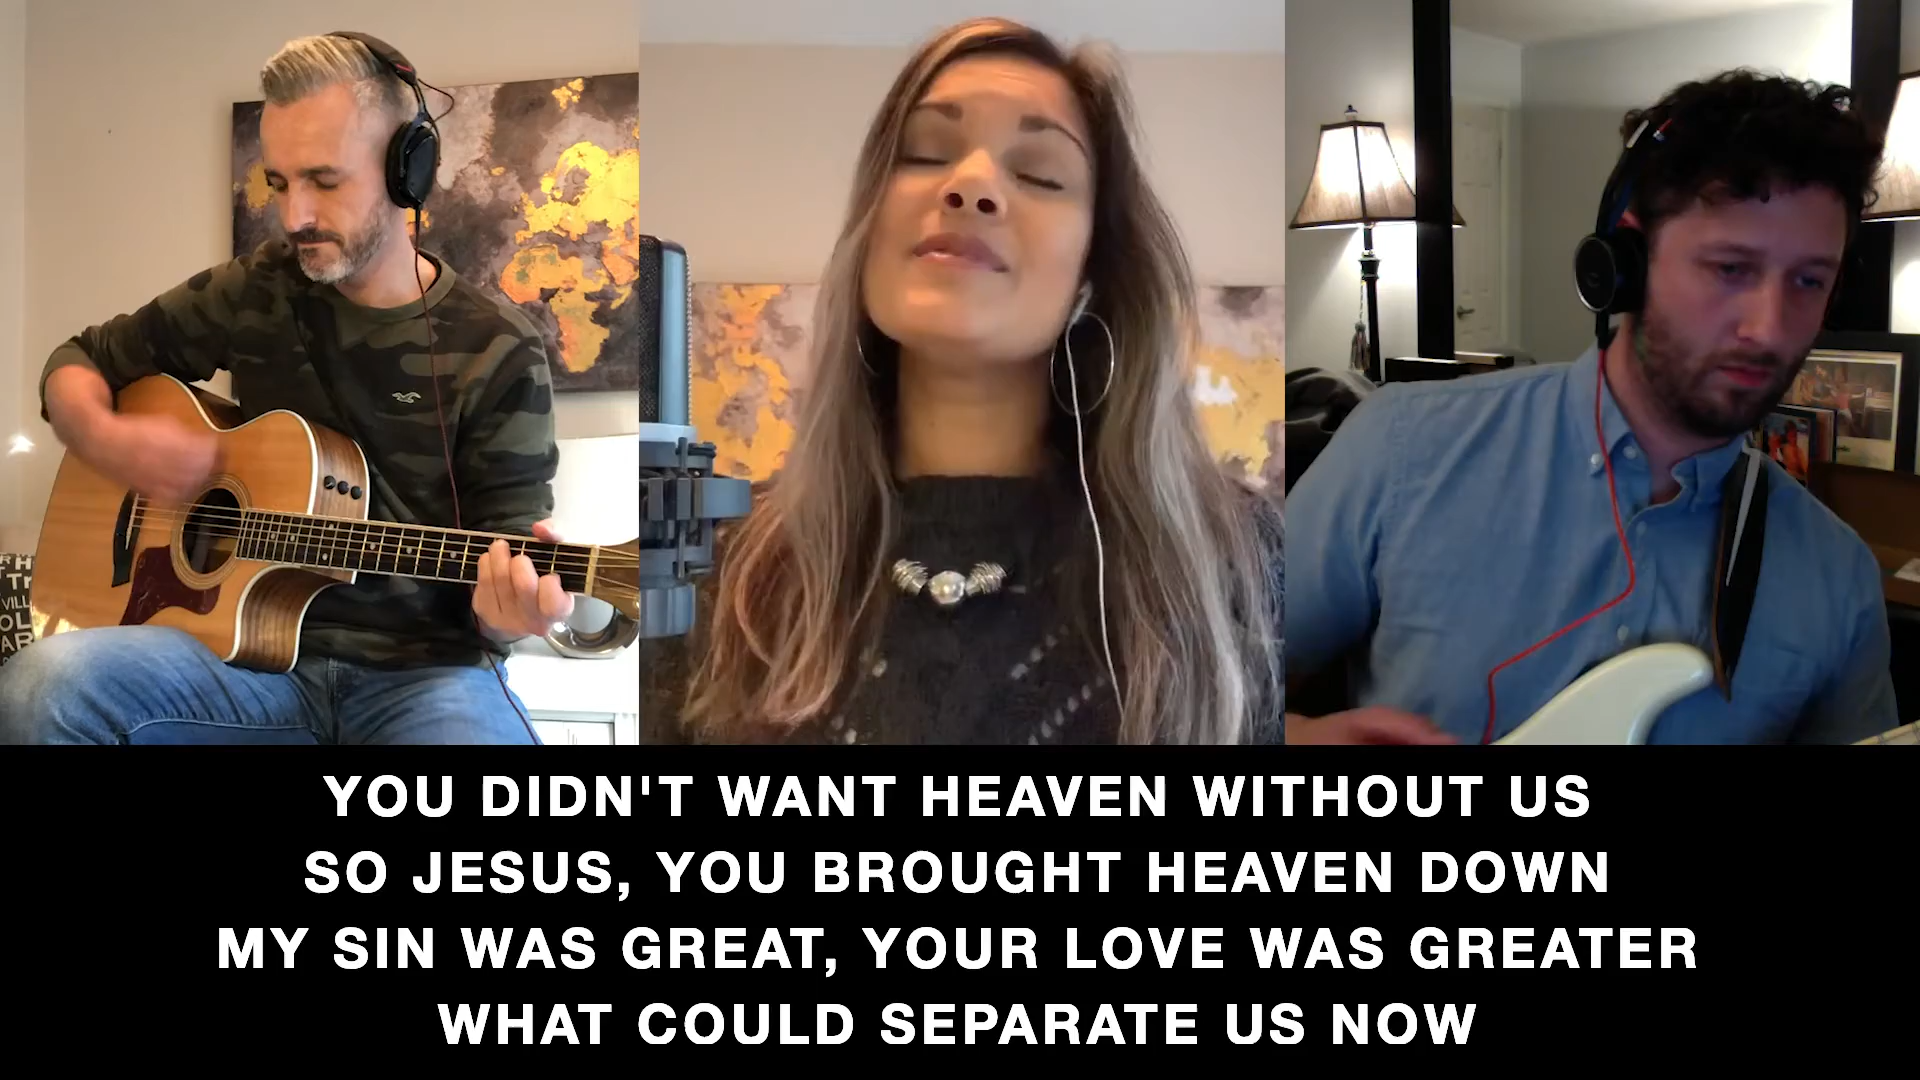 YOU DIDN'T WANT HEAVEN WITHOUT US
SO JESUS, YOU BROUGHT HEAVEN DOWN
MY SIN WAS GREAT, YOUR LOVE WAS GREATER
WHAT COULD SEPARATE US NOW